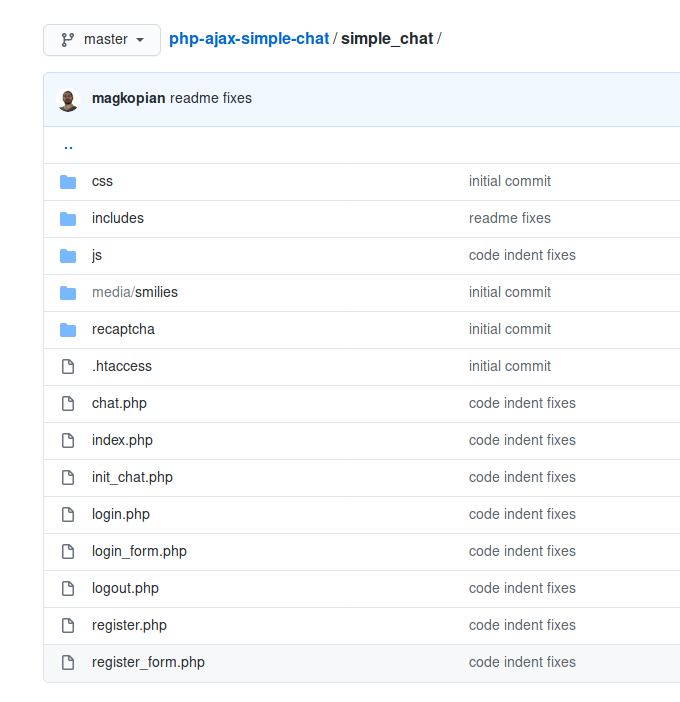 master php-ajax-simple-chat / simple_chat /
magkopian readme fixes
..
css initial commit
includes readme fixes
js code indent fixes
media/smilies initial commit
recaptcha initial commit
.htaccess initial commit
chat.php code indent fixes
index.php code indent fixes
init_chat.php code indent fixes
login.php code indent fixes
login_form.php code indent fixes
logout.php code indent fixes
register.php code indent fixes
register_form.php code indent fixes